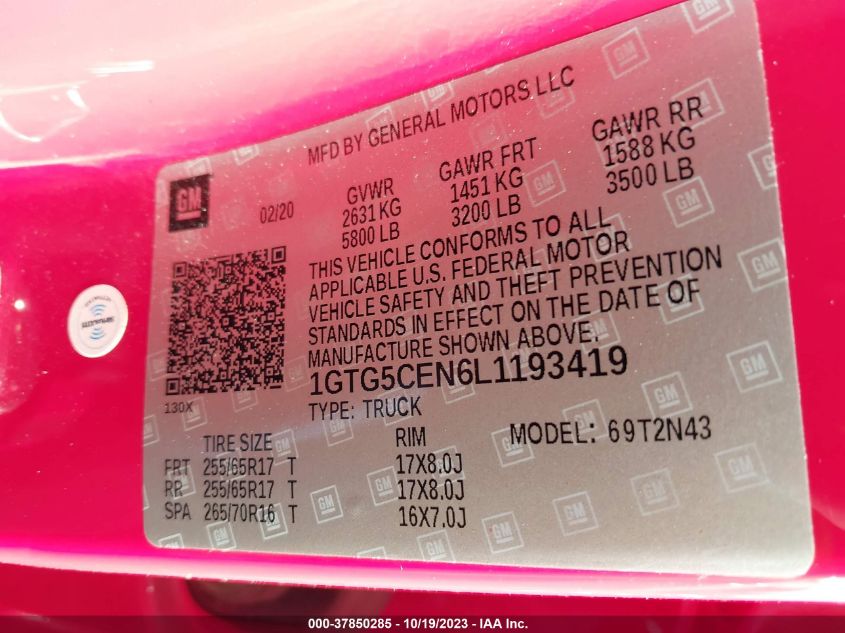 MFD BY GENERAL MOTORS LLC
GM
02/20
GVWR GAWR FRT GAWR RR
2631 KG 1451 KG 1588 KG
5800 LB 3200 LB 3500 LB
THIS VEHICLE CONFORMS TO ALL
APPLICABLE U.S. FEDERAL MOTOR
VEHICLE SAFETY AND THEFT PREVENTION
STANDARDS IN EFFECT ON THE DATE OF
MANUFACTURE SHOWN ABOVE.
1GTG5CEN6L1193419
130X
TYPE: TRUCK
TIRE SIZE RIM MODEL: 69T2N43
FRT 255/65R17 T 17X8.0J
RR 255/65R17 T 17X8.0J
SPA 265/70R16 T 16X7.0J
000-37850285 - 10/19/2023 - IAA Inc.